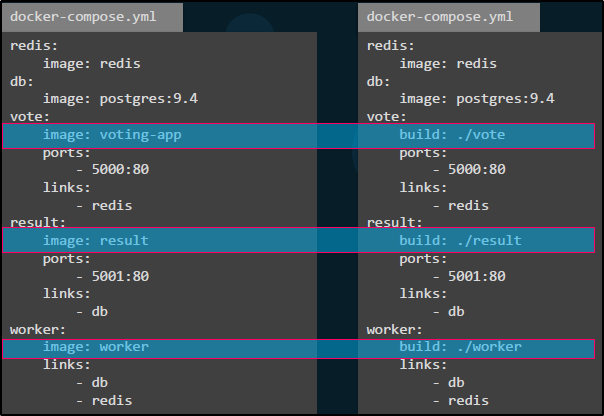 docker-compose.yml
redis:
    image: redis
db:
    image: postgres:9.4
vote:
    image: voting-app
    ports:
        - 5000:80
    links:
        - redis
result:
    image: result
    ports:
        - 5001:80
    links:
        - db
worker:
    image: worker
    links:
        - db
        - redis
docker-compose.yml
redis:
    image: redis
db:
    image: postgres:9.4
vote:
    build: ./vote
    ports:
        - 5000:80
    links:
        - redis
result:
    build: ./result
    ports:
        - 5001:80
    links:
        - db
worker:
    build: ./worker
    links:
        - db
        - redis